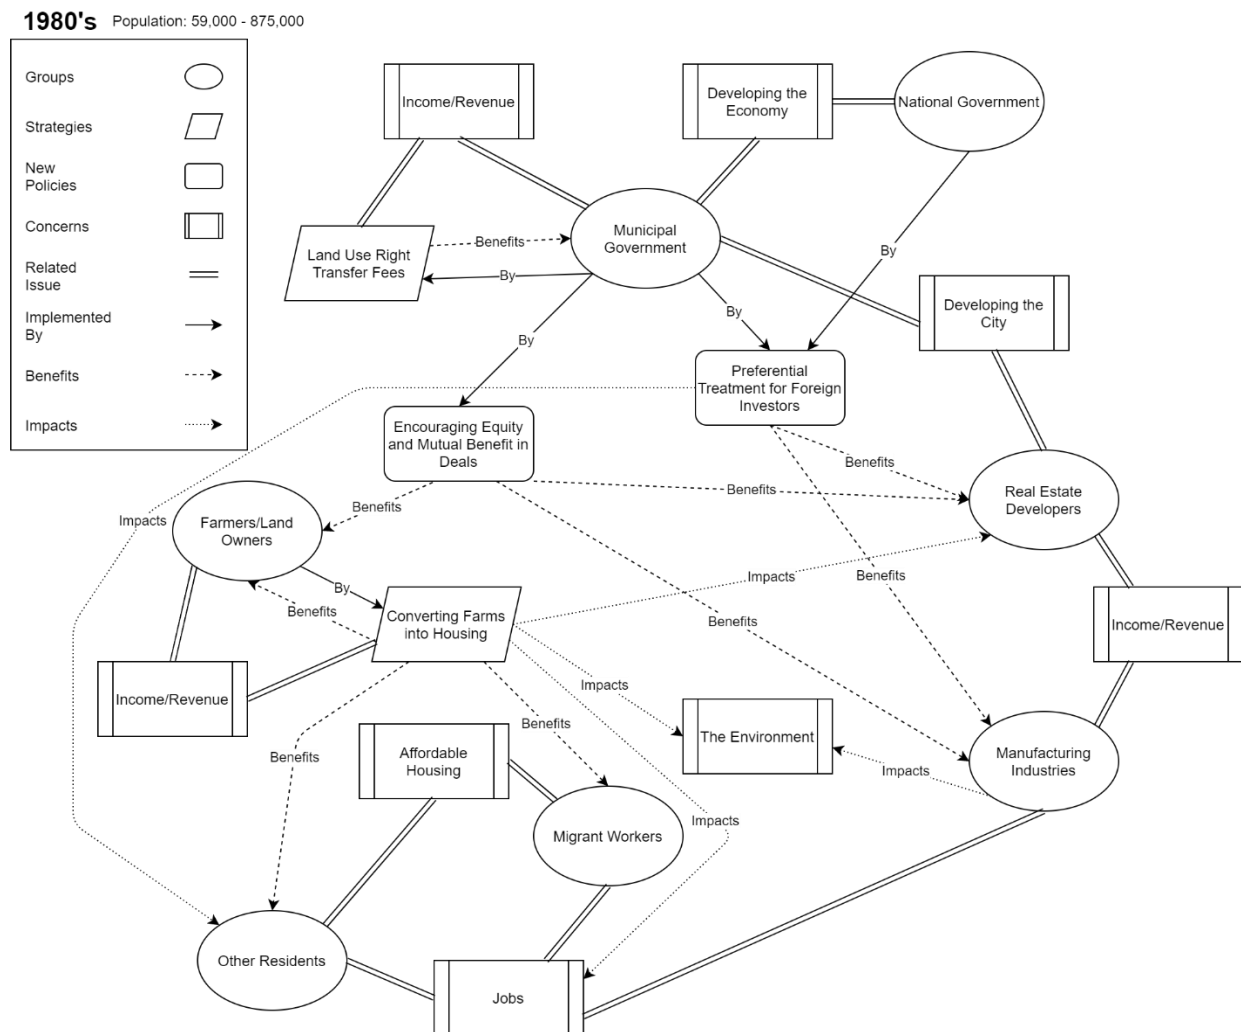 1980's
Population: 59,000 - 875,000
Groups
Strategies
New
Policies
Concerns
Related
Issue
Implemented
By
Benefits
Impacts
Income/Revenue
Developing the
Economy
National Government
Land Use Right
Transfer Fees
Benefits
By
Municipal
Government
By
By
By
Developing the
City
Preferential
Treatment for Foreign
Investors
Encouraging Equity
and Mutual Benefit in
Deals
Benefits
Benefits
Benefits
Real Estate
Developers
Impacts
Farmers/Land
Owners
By
Benefits
Converting Farms
into Housing
Impacts
Benefits
Benefits
Income/Revenue
Income/Revenue
Impacts
Benefits
Benefits
Affordable
Housing
The Environment
Impacts
Manufacturing
Industries
Impacts
Migrant Workers
Other Residents
Jobs